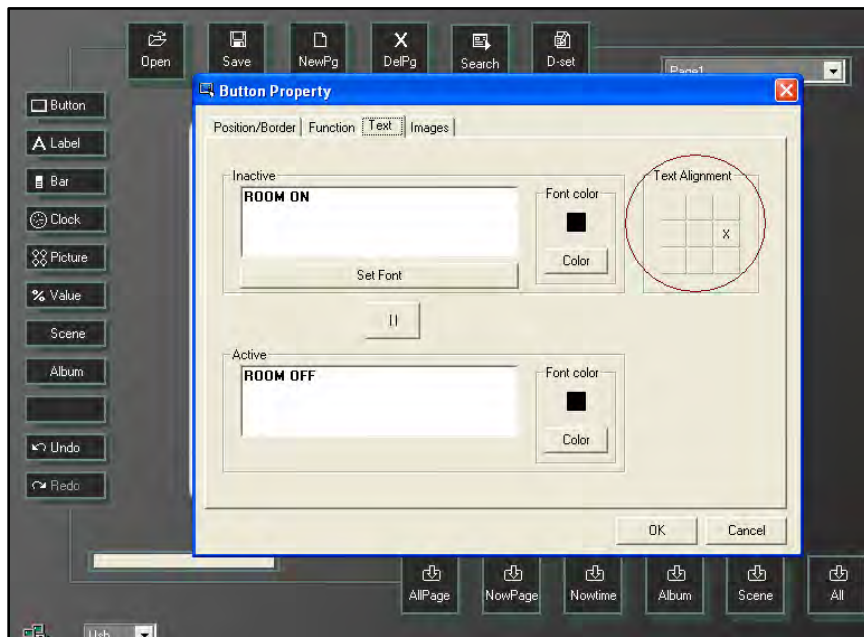 Open
Save
NewPg
DelPg
Search
D-set
Page1
Button Property
Button
Label
Bar
Clock
Picture
% Value
Scene
Album
Undo
Redo
Position/Border
Function
Text
Images
Inactive
ROOM ON
Set Font
Font color
Color
Text Alignment
X
Active
ROOM OFF
Font color
Color
OK
Cancel
AllPage
NowPage
Nowtime
Album
Scene
All
Usb